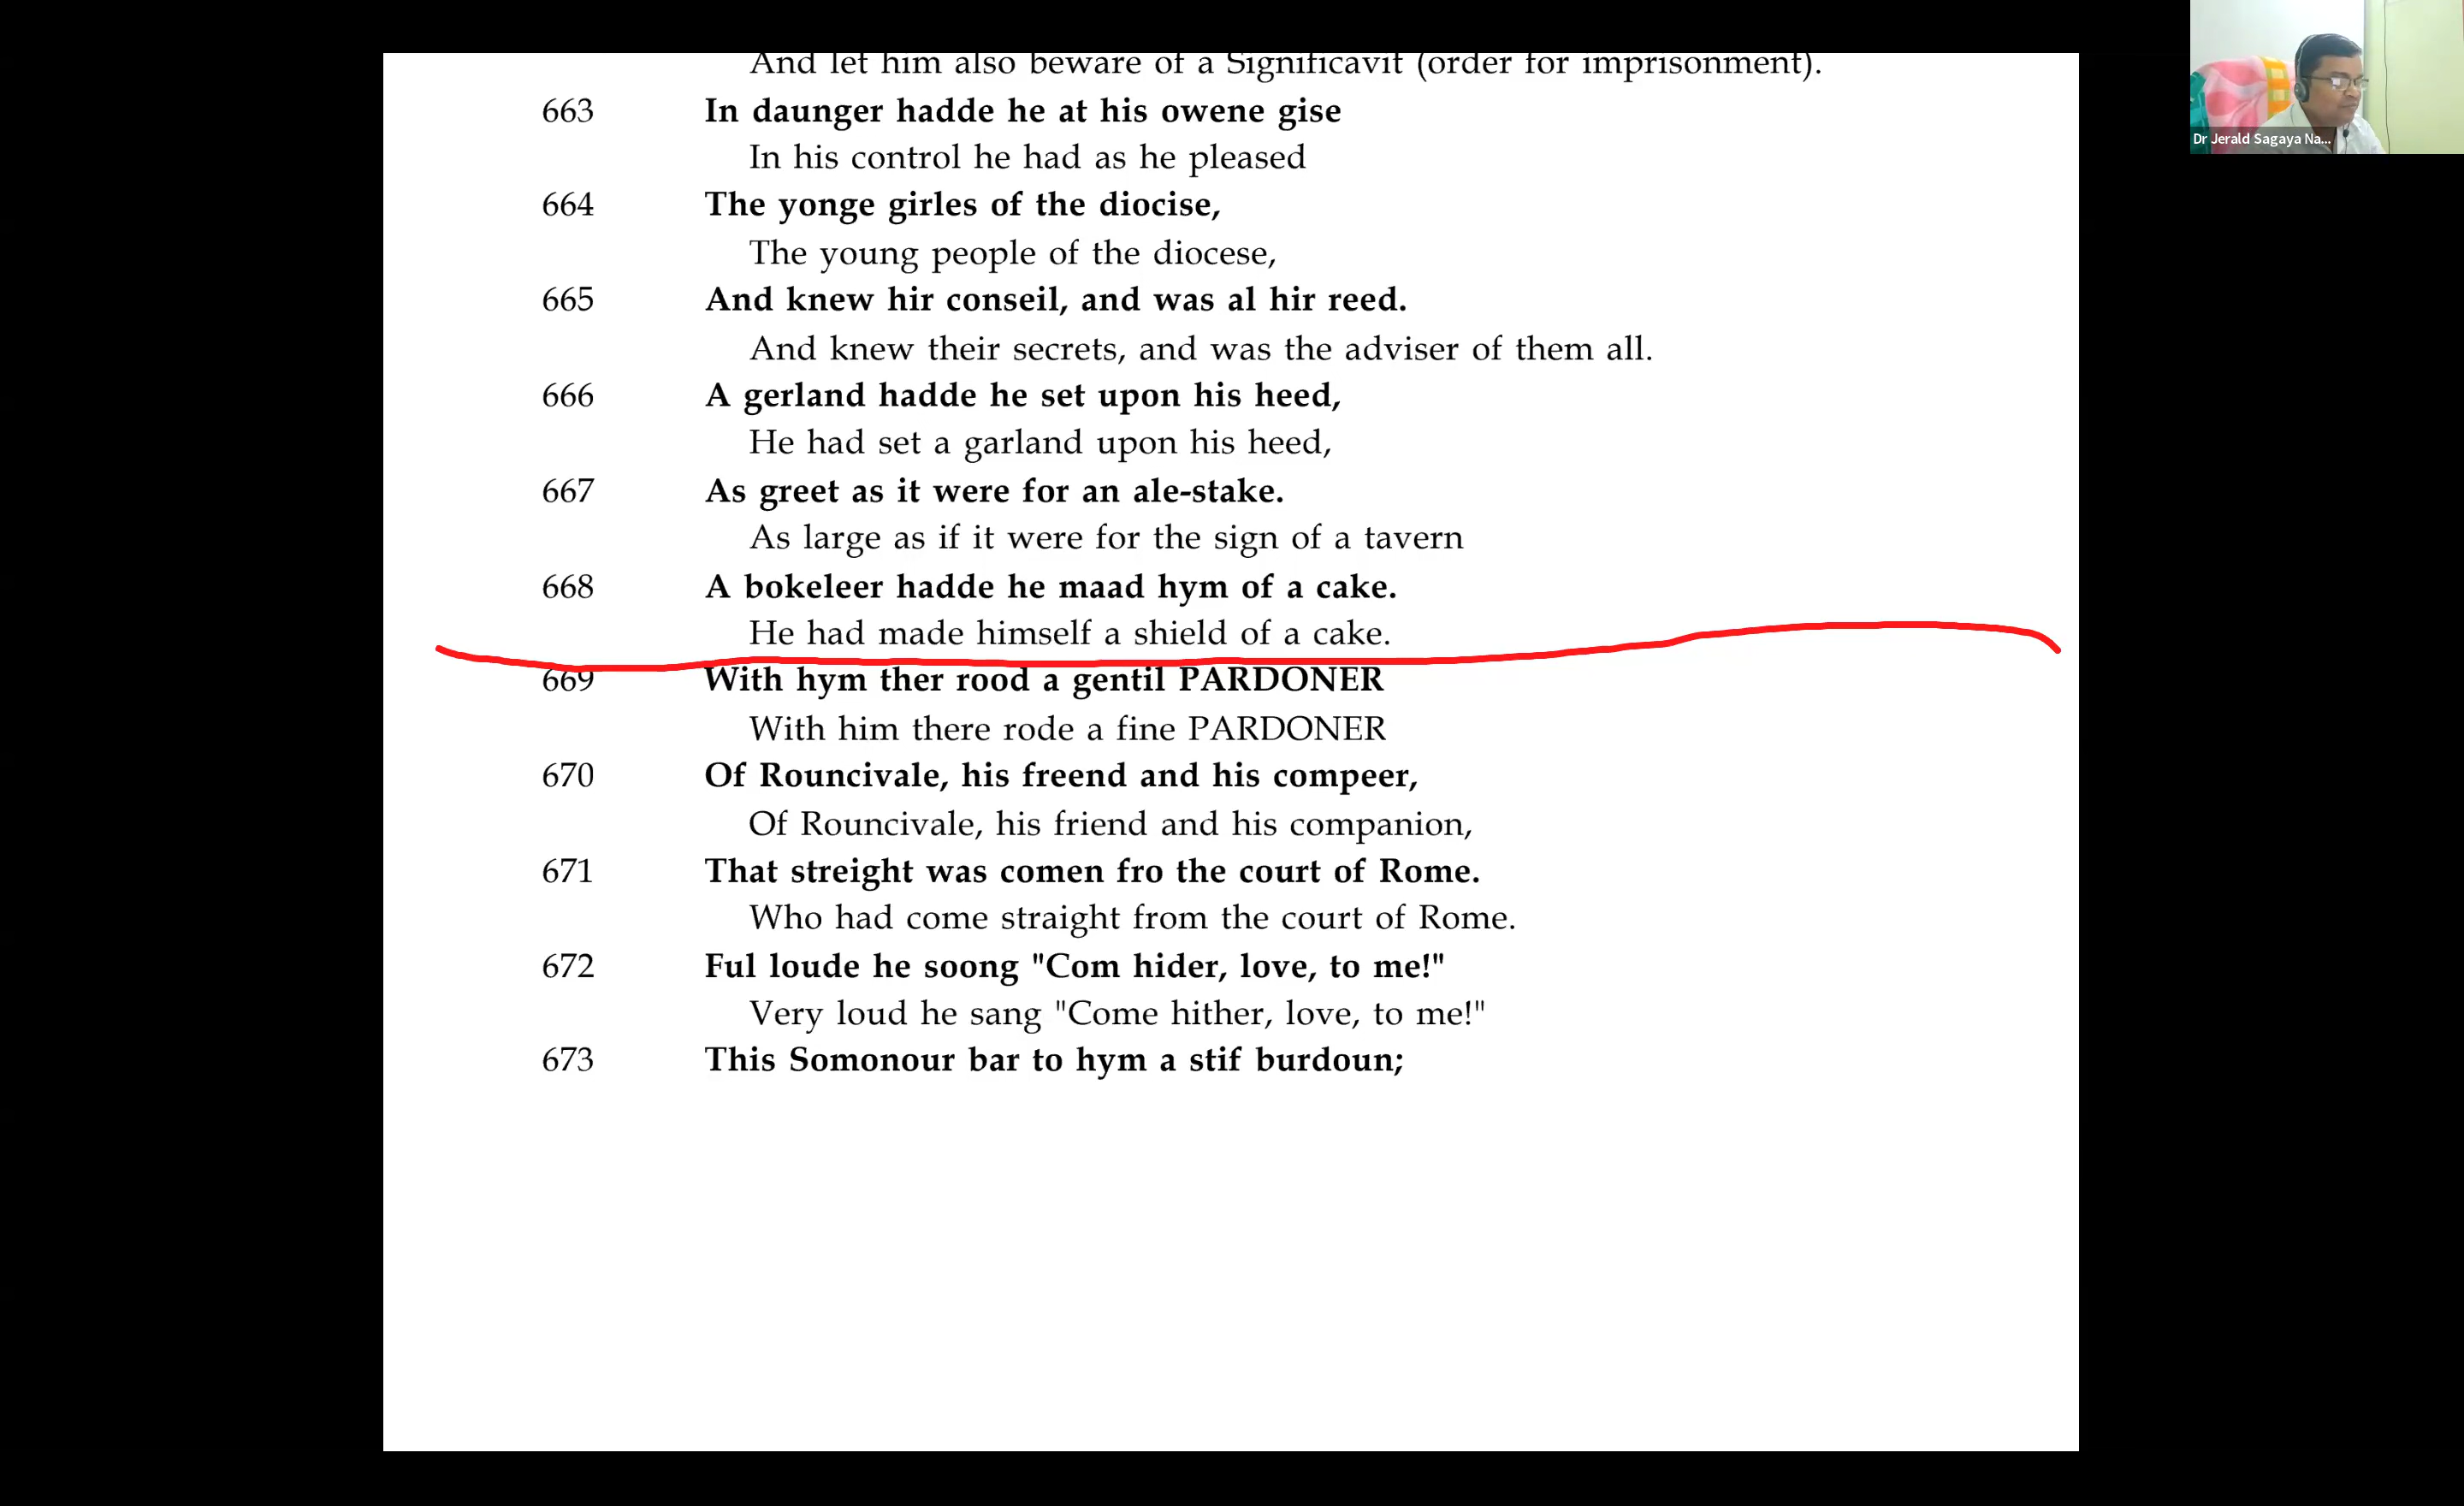 And let him also beware of a Significavit (order for imprisonment).
663 In daunger hadde he at his owene gise
In his control he had as he pleased
664 The yonge girles of the diocise,
The young people of the diocese,
665 And knew hir conseil, and was al hir reed.
And knew their secrets, and was the adviser of them all.
666 A gerland hadde he set upon his heed,
He had set a garland upon his heed,
667 As greet as it were for an ale-stake.
As large as if it were for the sign of a tavern
668 A bokeleer hadde he maad hym of a cake.
He had made himself a shield of a cake.
669 With hym ther rood a gentil PARDONER
With him there rode a fine PARDONER
670 Of Rouncivale, his freend and his compeer,
Of Rouncivale, his friend and his companion,
671 That streight was comen fro the court of Rome.
Who had come straight from the court of Rome.
672 Ful loude he soong "Com hider, love, to me!"
Very loud he sang "Come hither, love, to me!"
673 This Somonour bar to hym a stif burdoun;
Dr Jerald Sagaya Na...